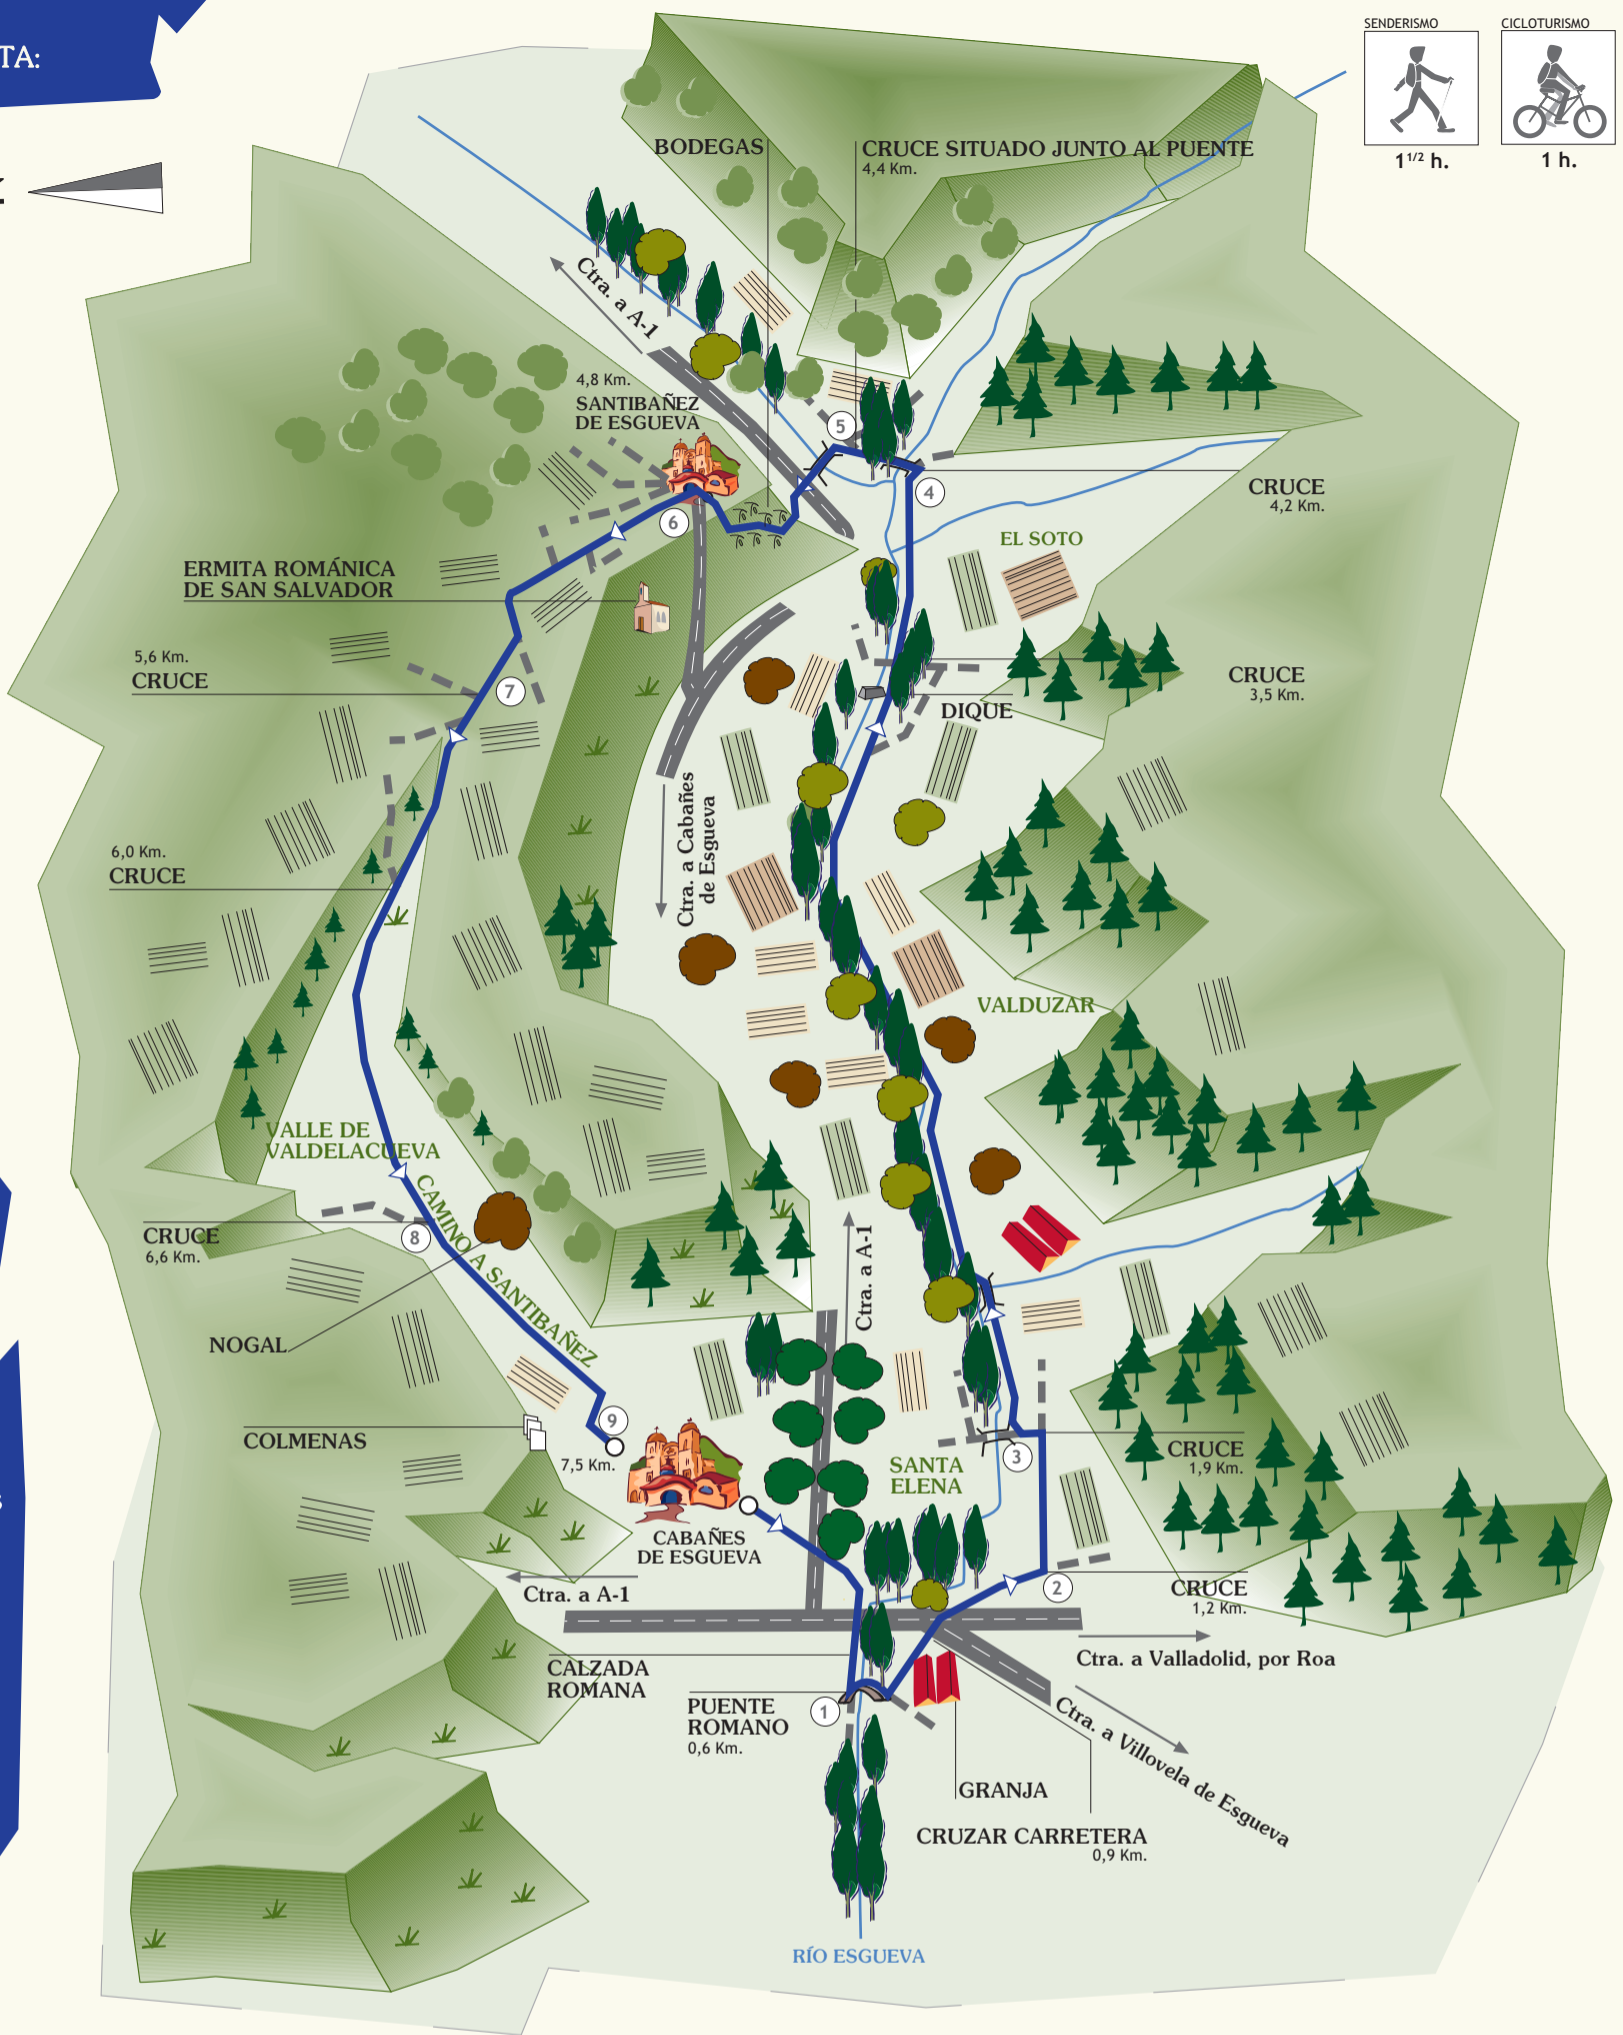 TA:
SENDERISMO
CICLOTURISMO
1 1/2 h.
1 h.
BODEGAS
CRUCE SITUADO JUNTO AL PUENTE
4,4 Km.
Ctra. a A-1
4,8 Km.
SANTIBAÑEZ
DE ESGUEVA
5
4
6
CRUCE
4,2 Km.
EL SOTO
ERMITA ROMÁNICA
DE SAN SALVADOR
5,6 Km.
CRUCE
7
CRUCE
3,5 Km.
DIQUE
Ctra. a Cabañes
de Esgueva
6,0 Km.
CRUCE
VALDUZAR
VALLE DE
VALDELACUEVA
CAMINO A SANTIBAÑEZ
CRUCE
6,6 Km.
8
Ctra. a A-1
NOGAL
COLMENAS
9
7,5 Km.
SANTA
ELENA
3
CRUCE
1,9 Km.
CABAÑES
DE ESGUEVA
Ctra. a A-1
2
CRUCE
1,2 Km.
Ctra. a Valladolid, por Roa
CALZADA
ROMANA
PUENTE
ROMANO
0,6 Km.
1
Ctra. a Villovela de Esgueva
GRANJA
CRUZAR CARRETERA
0,9 Km.
RÍO ESGUEVA